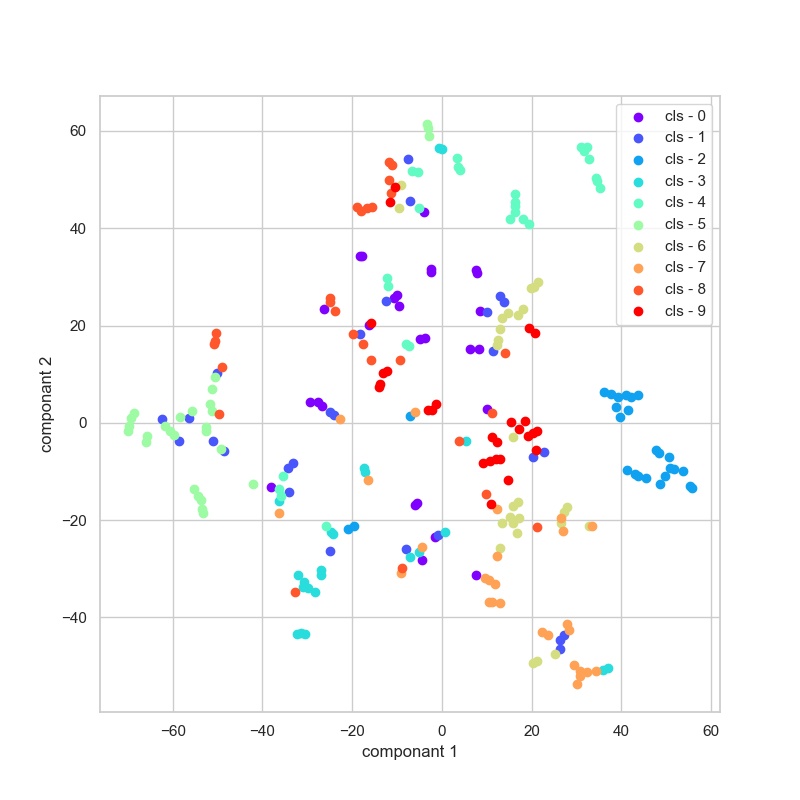 60
40
20
0
−20
−40
componant 2
−60
−40
−20
0
20
40
60
componant 1
cls - 0
cls - 1
cls - 2
cls - 3
cls - 4
cls - 5
cls - 6
cls - 7
cls - 8
cls - 9